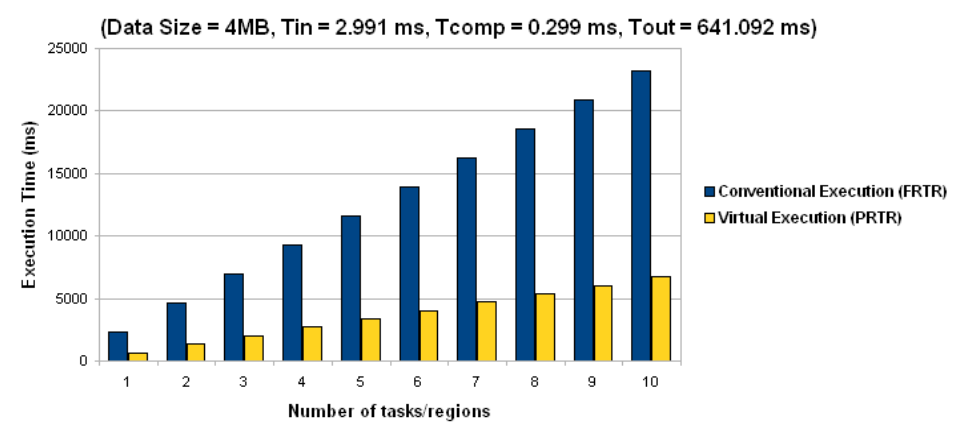 (Data Size = 4MB, Tin = 2.991 ms, Tcomp = 0.299 ms, Tout = 641.092 ms)
25000
20000
15000
10000
5000
0
Execution Time (ms)
1 2 3 4 5 6 7 8 9 10
Number of tasks/regions
Conventional Execution (FRTR)
Virtual Execution (PRTR)